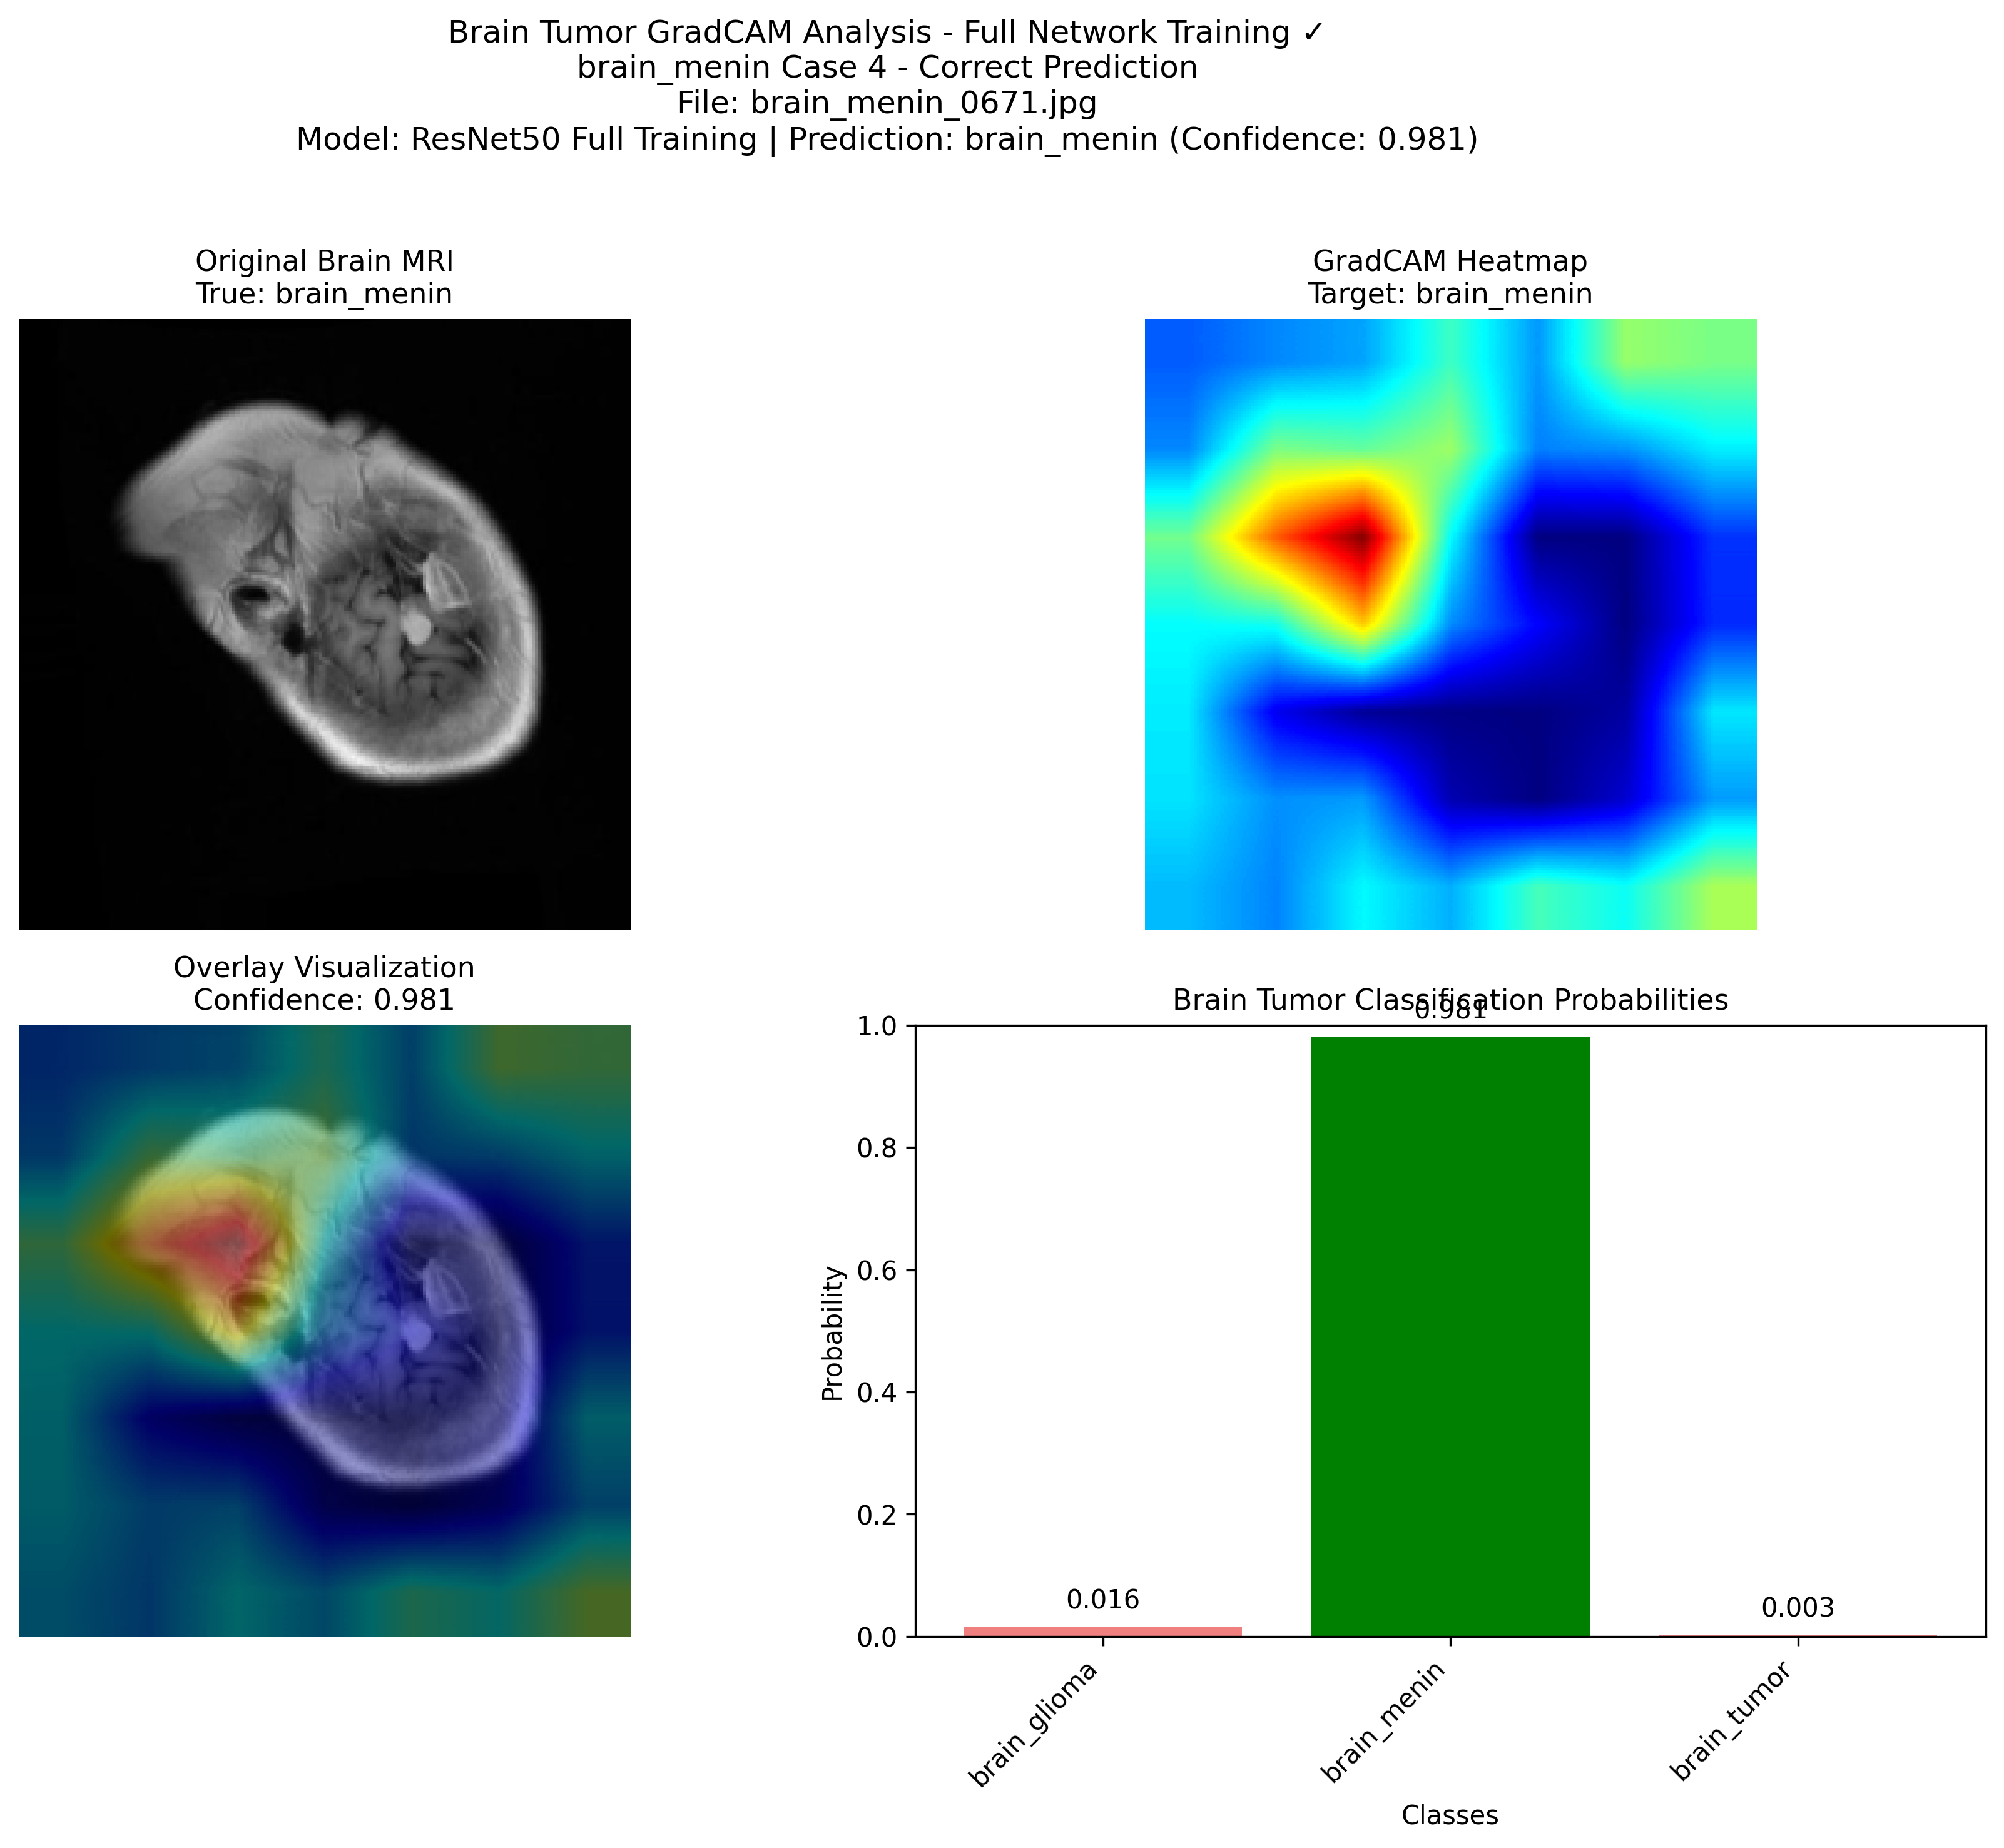 Brain Tumor GradCAM Analysis - Full Network Training ✓
brain_menin Case 4 - Correct Prediction
File: brain_menin_0671.jpg
Model: ResNet50 Full Training | Prediction: brain_menin (Confidence: 0.981)
Original Brain MRI
True: brain_menin
GradCAM Heatmap
Target: brain_menin
Overlay Visualization
Confidence: 0.981
Brain Tumor Classification Probabilities
0.981
1.0
0.8
0.6
0.4
0.2
0.0
Probability
0.016
0.003
brain_glioma
brain_menin
brain_tumor
Classes